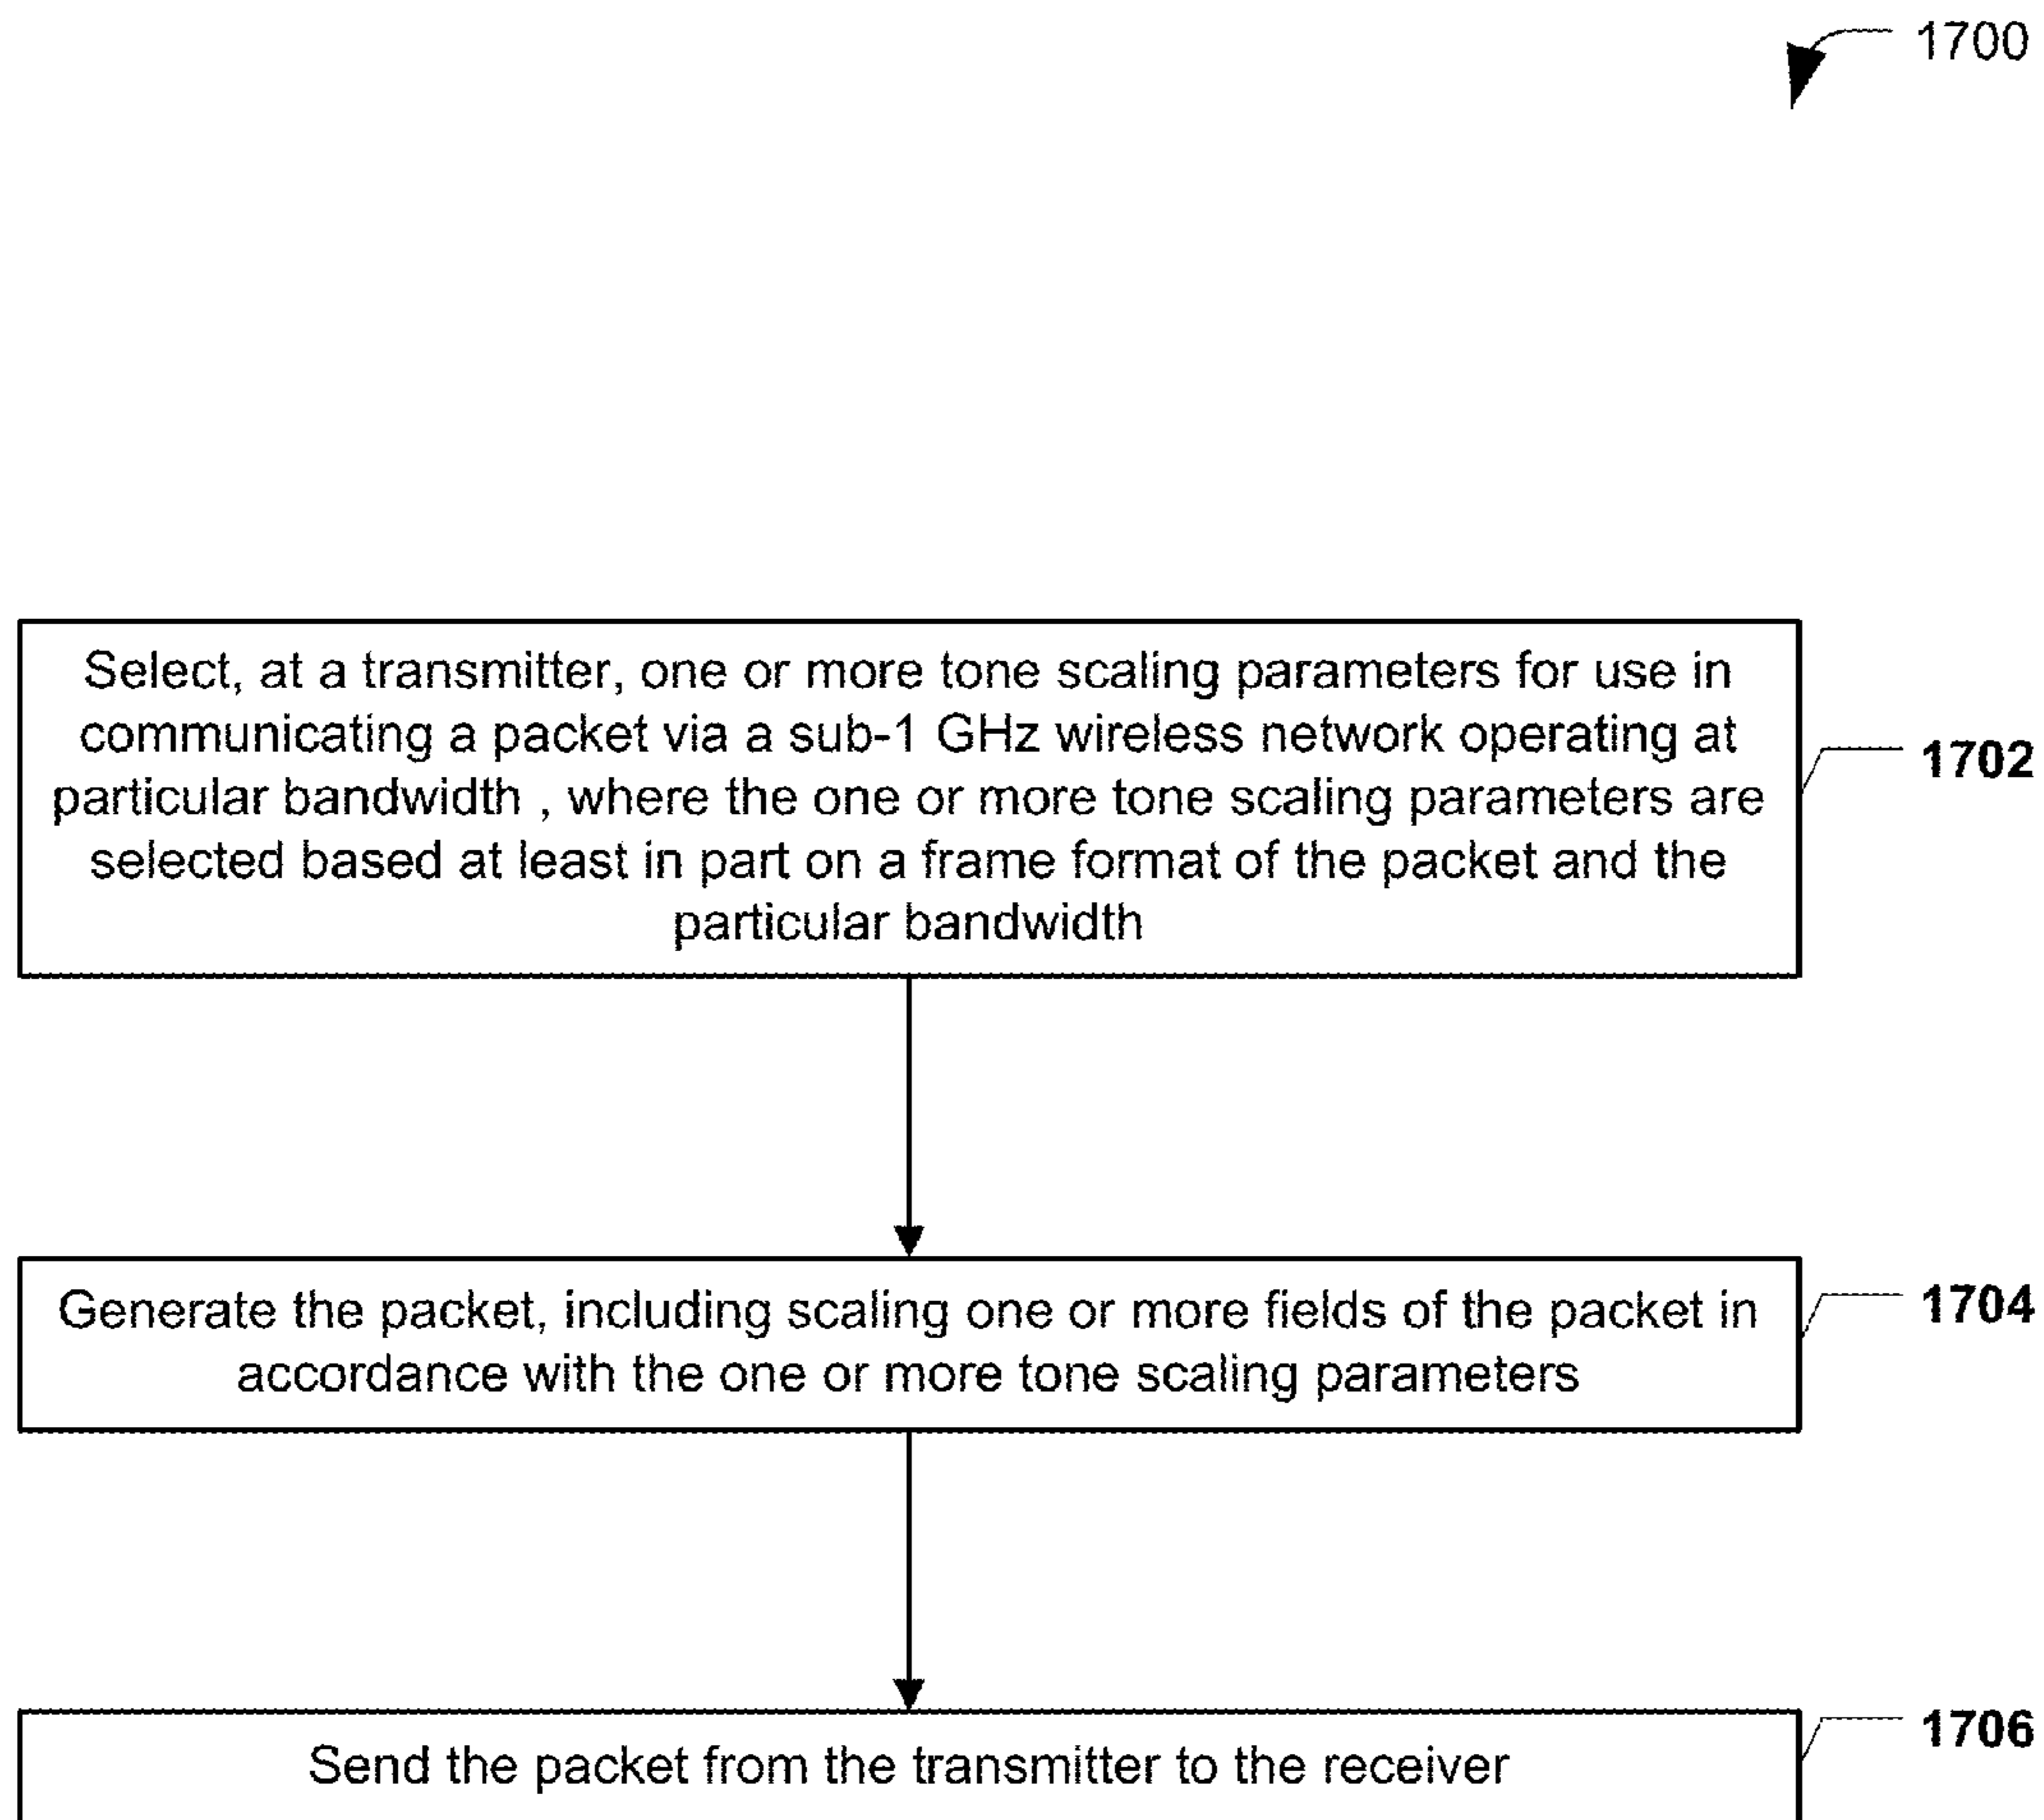 1700
Select, at a transmitter, one or more tone scaling parameters for use in
communicating a packet via a sub-1 GHz wireless network operating at
particular bandwidth , where the one or more tone scaling parameters are
selected based at least in part on a frame format of the packet and the
particular bandwidth
1702
Generate the packet, including scaling one or more fields of the packet in
accordance with the one or more tone scaling parameters
1704
Send the packet from the transmitter to the receiver
1706